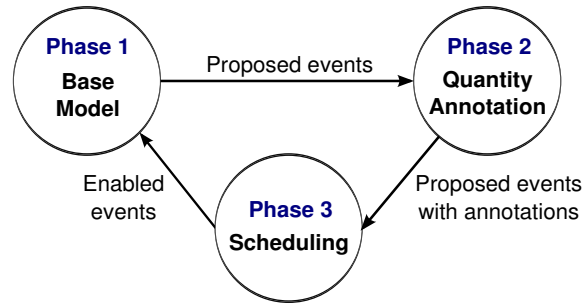 Phase 1
Base
Model
Proposed events
Phase 2
Quantity
Annotation
Enabled
events
Phase 3
Scheduling
Proposed events
with annotations